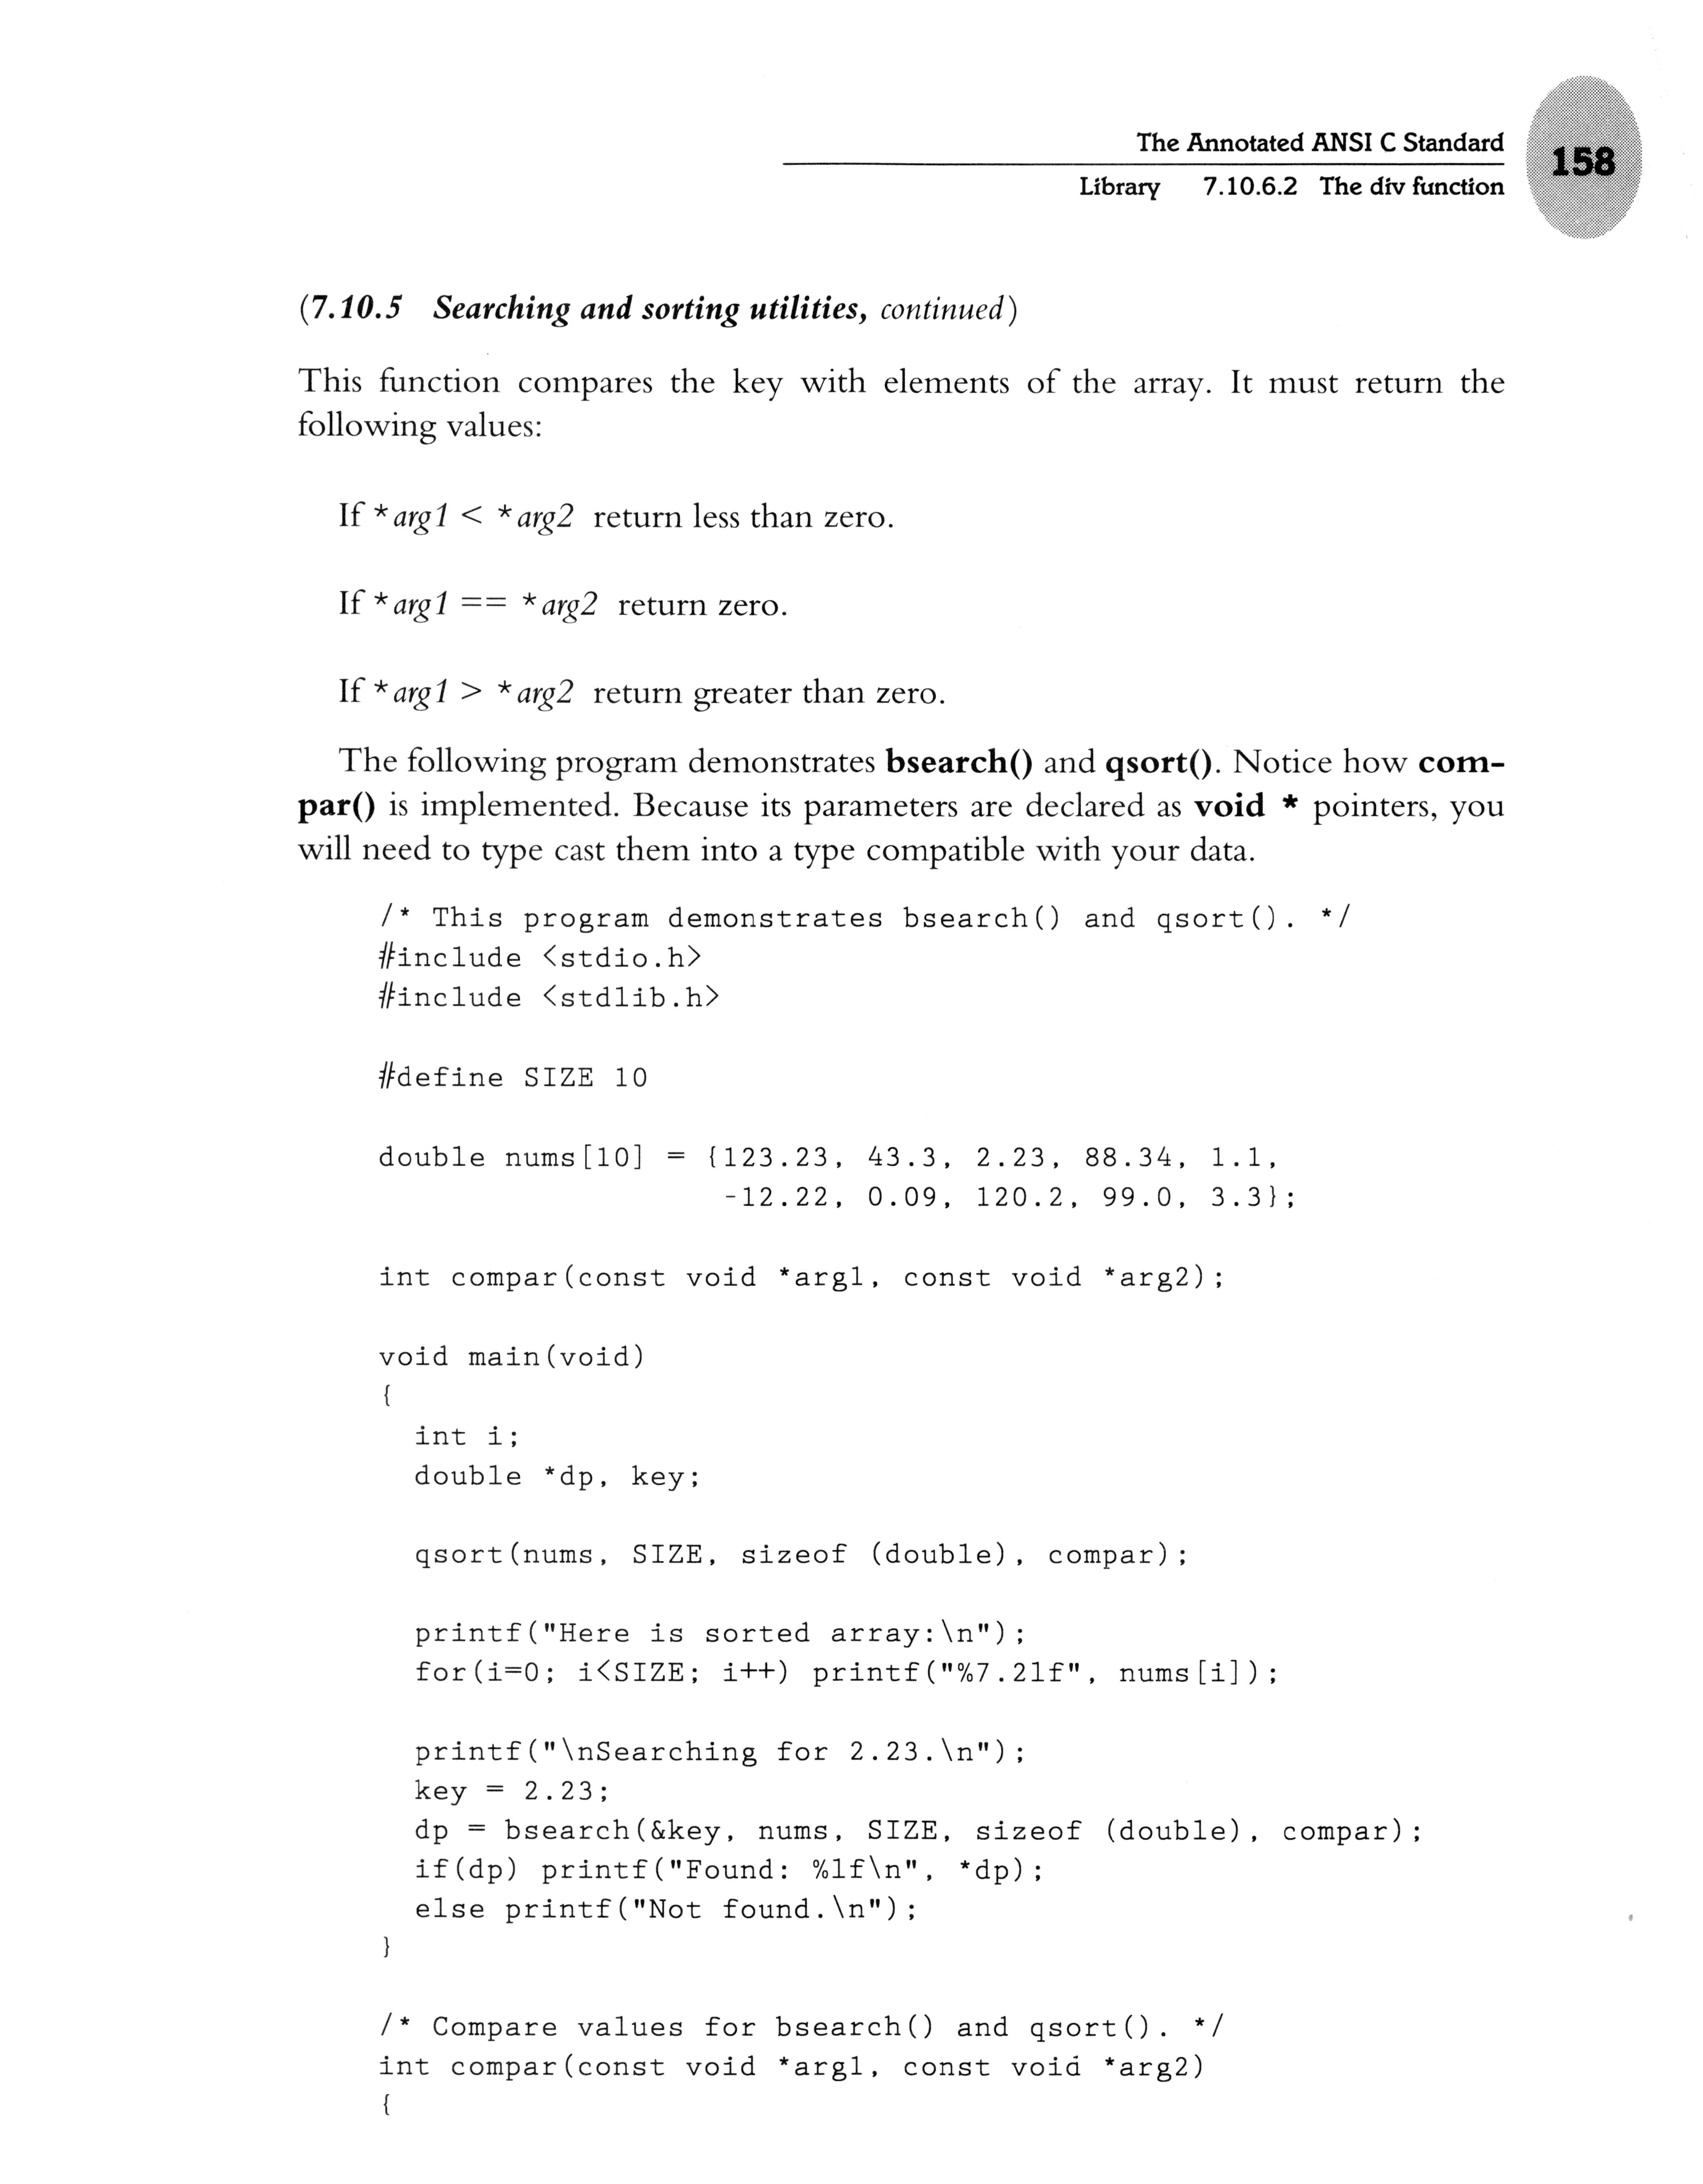 The Annotated ANSI C Standard
158
Library 7.10.6.2 The div function
(7.10.5 Searching and sorting utilities, continued)
This function compares the key with elements of the array. It must return the
following values:
If *arg1 < *arg2 return less than zero.
If *arg1 == *arg2 return zero.
If *arg1 > *arg2 return greater than zero.
The following program demonstrates bsearch() and qsort(). Notice how com-
par() is implemented. Because its parameters are declared as void * pointers, you
will need to type cast them into a type compatible with your data.
/* This program demonstrates bsearch() and qsort(). */
#include <stdio.h>
#include <stdlib.h>
#define SIZE 10
double nums[10] = {123.23, 43.3, 2.23, 88.34, 1.1,
-12.22, 0.09, 120.2, 99.0, 3.3};
int compar(const void *arg1, const void *arg2);
void main(void)
{
int i;
double *dp, key;
qsort(nums, SIZE, sizeof (double), compar);
printf("Here is sorted array:\n");
for(i=0; i<SIZE; i++) printf("%7.2lf", nums[i]);
printf("\nSearching for 2.23.\n");
key = 2.23;
dp = bsearch(&key, nums, SIZE, sizeof (double), compar);
if(dp) printf("Found: %lf\n", *dp);
else printf("Not found.\n");
}
/* Compare values for bsearch() and qsort(). */
int compar(const void *arg1, const void *arg2)
{